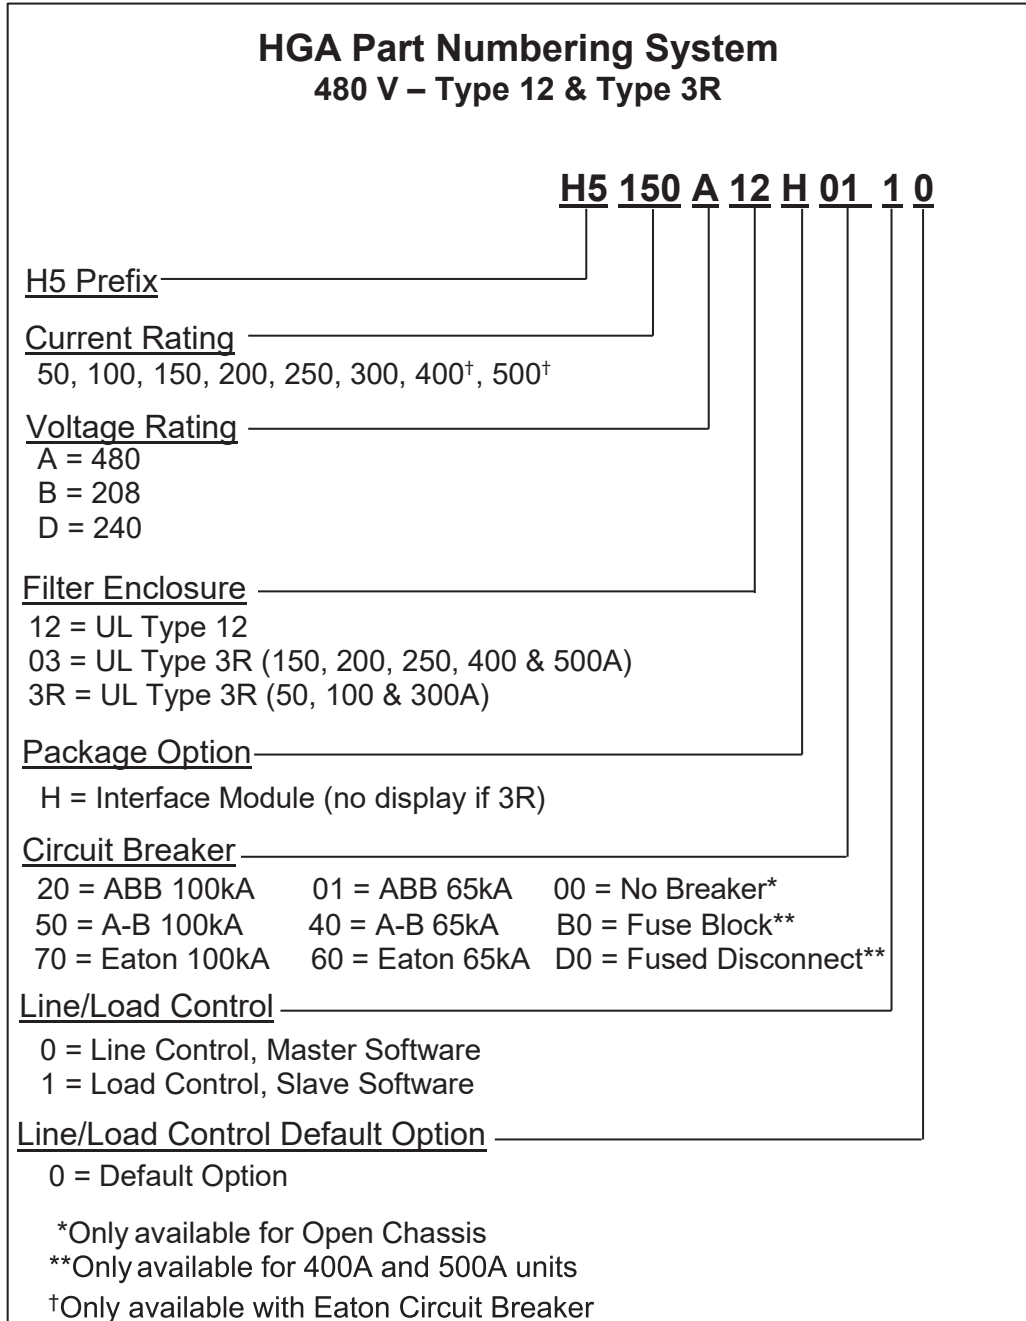 HGA Part Numbering System
480 V – Type 12 & Type 3R
H5 150 A 12 H 01 1 0
H5 Prefix
Current Rating
50, 100, 150, 200, 250, 300, 400†, 500†
Voltage Rating
A = 480
B = 208
D = 240
Filter Enclosure
12 = UL Type 12
03 = UL Type 3R (150, 200, 250, 400 & 500A)
3R = UL Type 3R (50, 100 & 300A)
Package Option
H = Interface Module (no display if 3R)
Circuit Breaker
20 = ABB 100kA 01 = ABB 65kA 00 = No Breaker*
50 = A-B 100kA 40 = A-B 65kA B0 = Fuse Block**
70 = Eaton 100kA 60 = Eaton 65kA D0 = Fused Disconnect**
Line/Load Control
0 = Line Control, Master Software
1 = Load Control, Slave Software
Line/Load Control Default Option
0 = Default Option
*Only available for Open Chassis
**Only available for 400A and 500A units
†Only available with Eaton Circuit Breaker